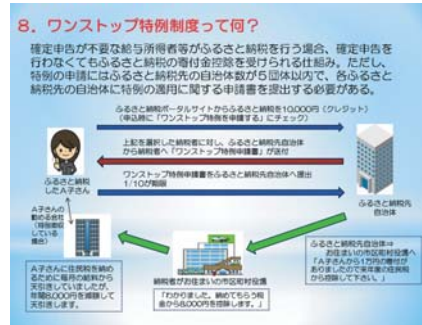 8．ワンストップ特例制度って何？
確定申告が不要な給与所得者等がふるさと納税を行う場合、確定申告を
行わなくてもふるさと納税の寄付金控除を受けられる仕組み。ただし、
特例の申請にはふるさと納税先の自治体数が５団体以内で、各ふるさと
納税先の自治体に特例の適用に関する申請書を提出する必要がある。
ふるさと納税ポータルサイトからふるさと納税を10,000円（クレジット）
（申込時に「ワンストップ特例を申請する」にチェック）
上記を選択した納税者に対し、ふるさと納税先自治体
から納税者へ「ワンストップ特例申請書」が送付
ワンストップ特例申請書をふるさと納税先自治体へ提出
1/10が期限
ふるさと納税
したA子さん
ふるさと納税先
自治体
A子さんの
勤める会社
（特別徴収
している
場合）
ふるさと納税先自治体⇒
お住まいの市区町村役場へ
「A子さんから1万円の寄付が
ありましたので来年度の住民税
から控除して下さい。」
納税者がお住まいの市区町村役場
「わかりました。納めてもらう税
金から8,000円を控除します。」
A子さんに住民税を納め
るために毎月の給料から
天引きしていましたが、
年間8,000円を減額して
天引きします。